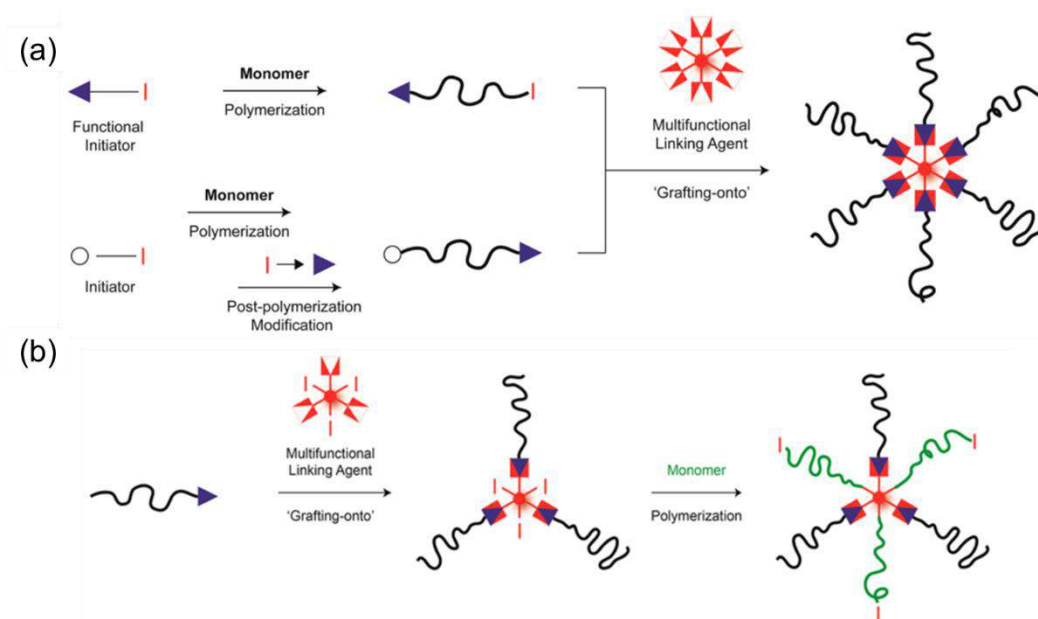 (a)
Monomer
Polymerization
Functional
Initiator
Multifunctional
Linking Agent
'Grafting-onto'
Monomer
Polymerization
Initiator
Post-polymerization
Modification
(b)
Multifunctional
Linking Agent
'Grafting-onto'
Monomer
Polymerization